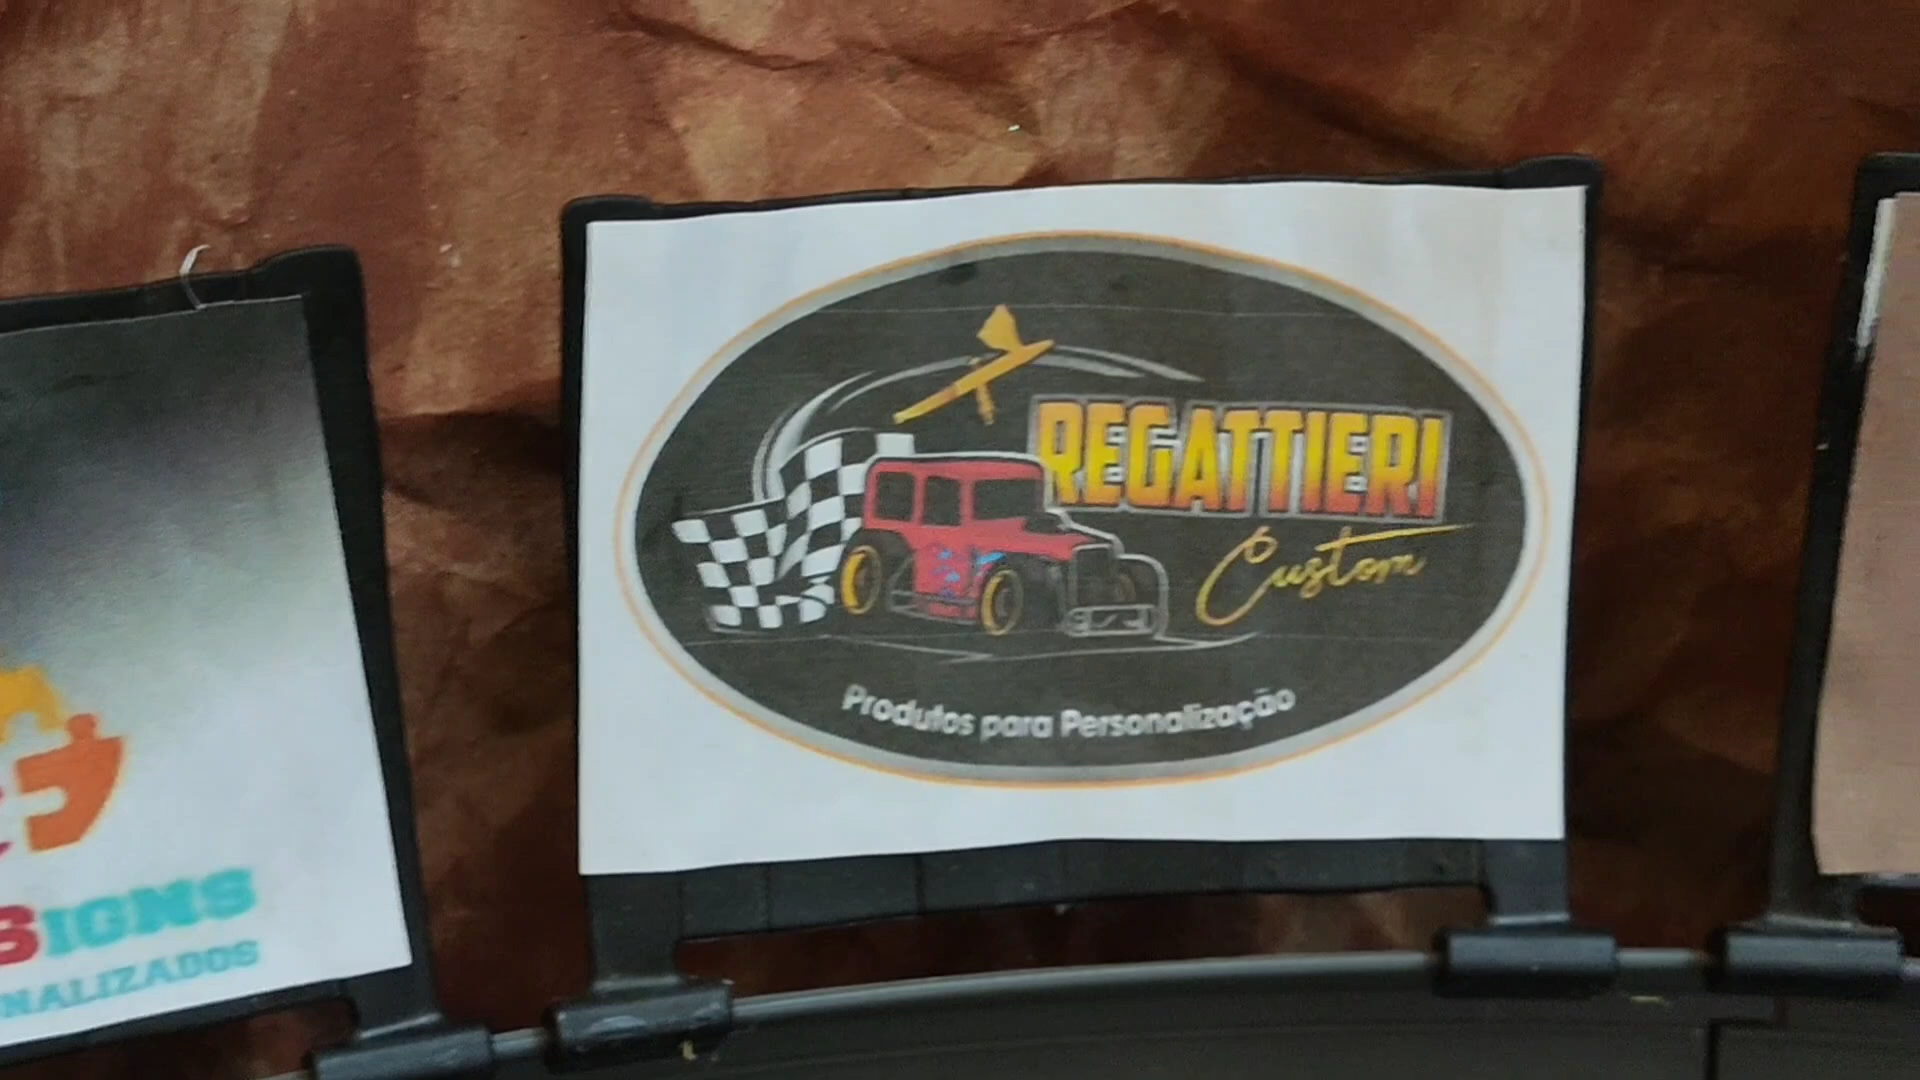 SIGNS
NALIZADOS
REGATTIERI
Custom
Produtos para Personalização